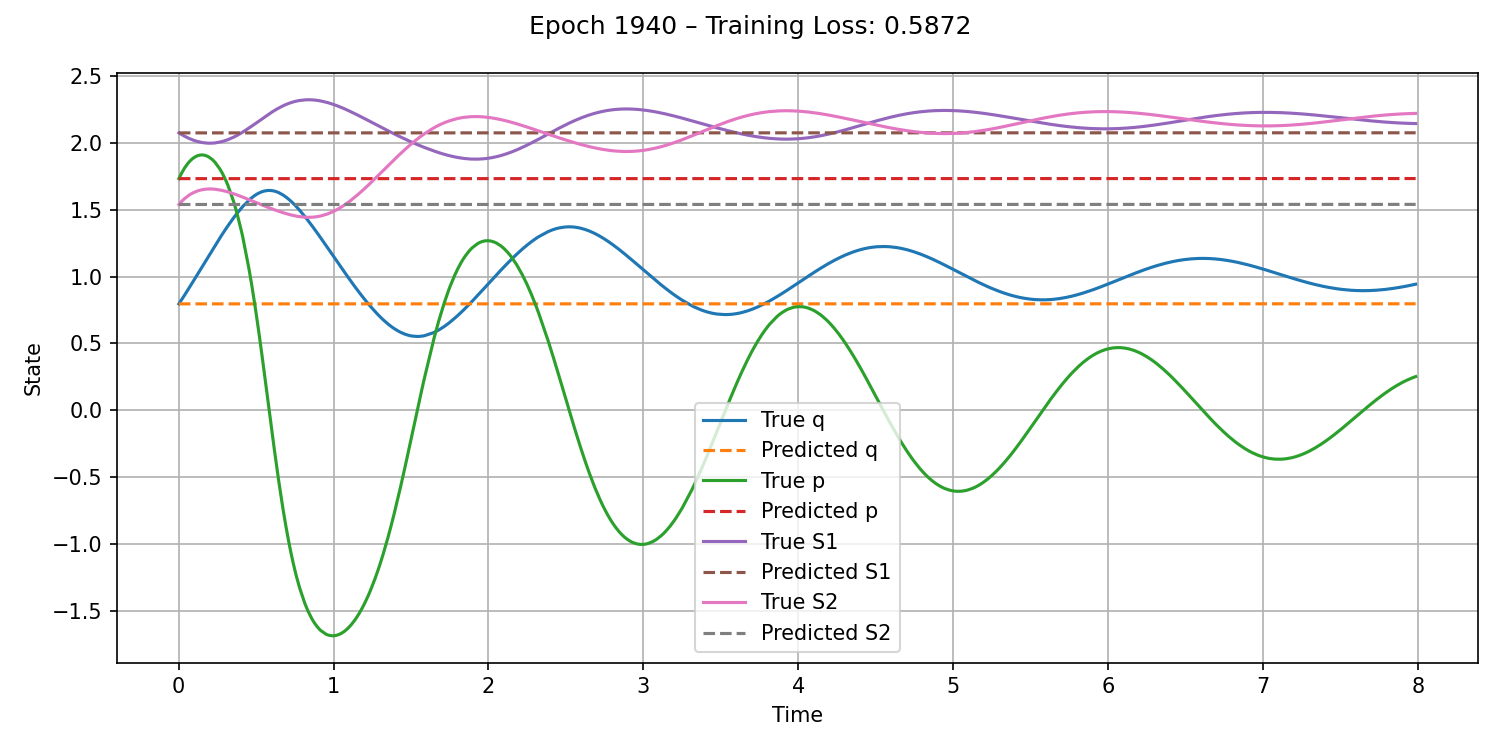 Epoch 1940 – Training Loss: 0.5872
2.5
2.0
1.5
1.0
0.5
0.0
−0.5
−1.0
−1.5
State
True q
Predicted q
True p
Predicted p
True S1
Predicted S1
True S2
Predicted S2
0 1 2 3 4 5 6 7 8
Time